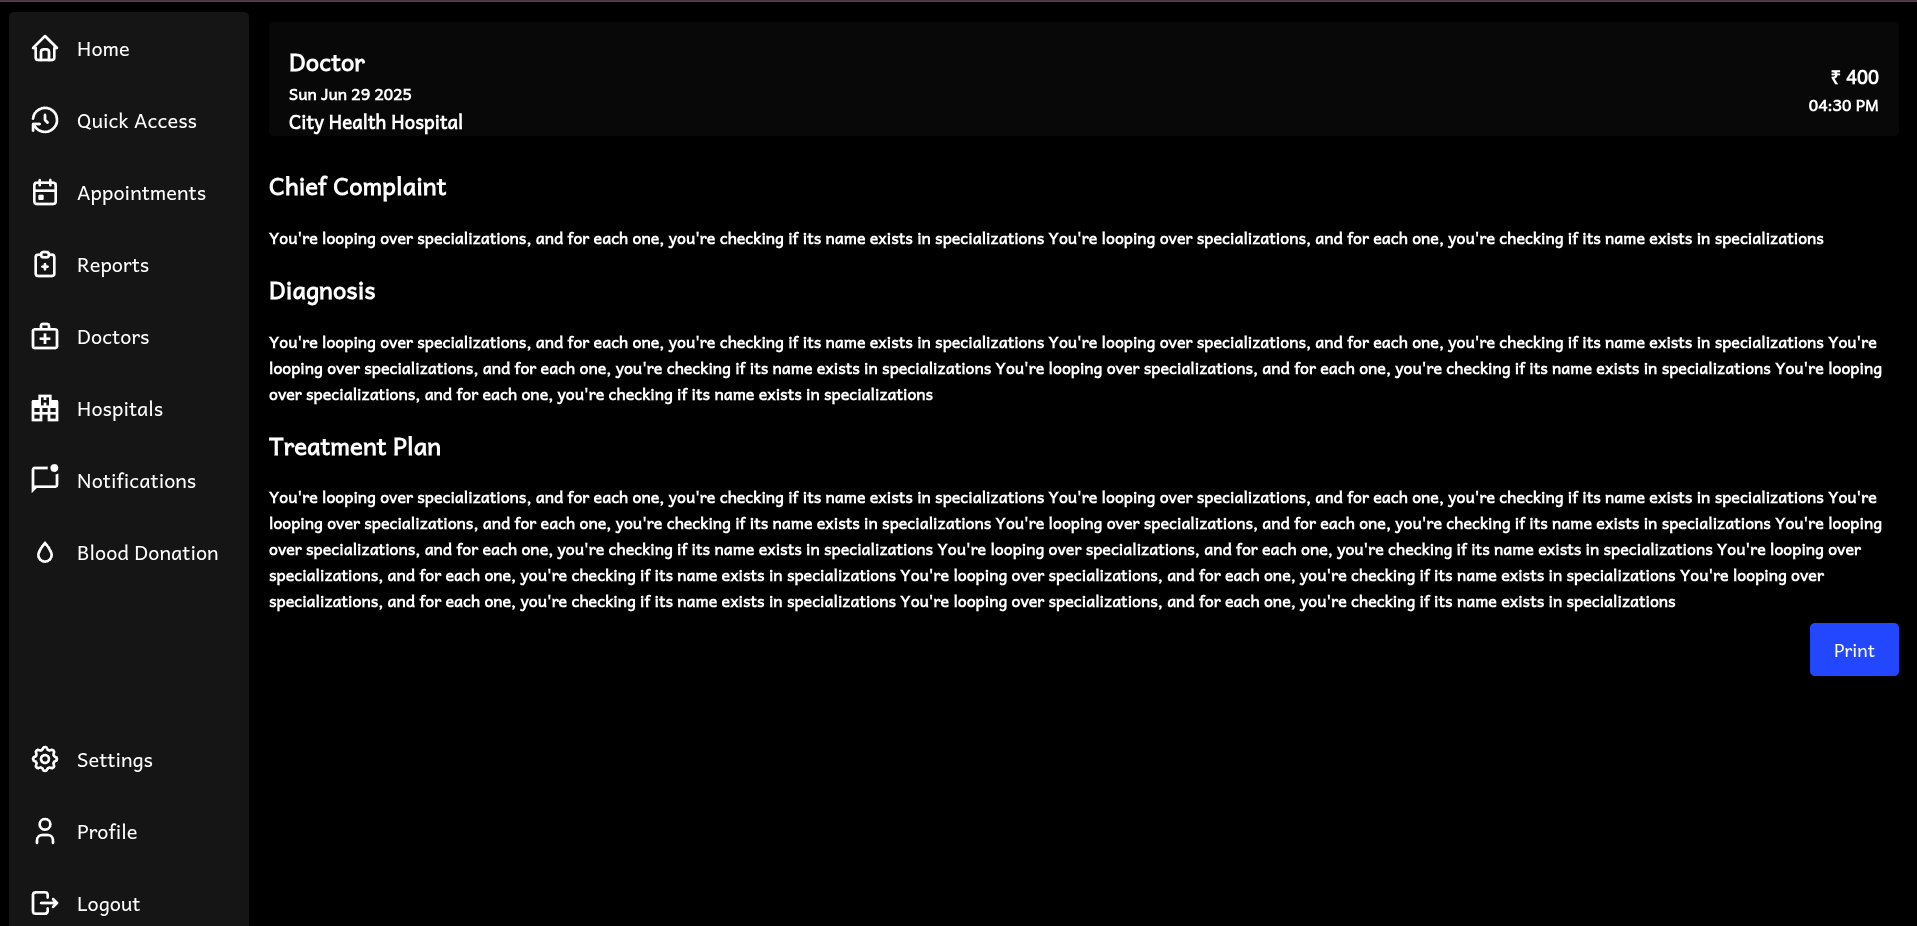 Home
Quick Access
Appointments
Reports
Doctors
Hospitals
Notifications
Blood Donation
Settings
Profile
Logout
Doctor
Sun Jun 29 2025
City Health Hospital
₹ 400
04:30 PM
Chief Complaint
You're looping over specializations, and for each one, you're checking if its name exists in specializations You're looping over specializations, and for each one, you're checking if its name exists in specializations
Diagnosis
You're looping over specializations, and for each one, you're checking if its name exists in specializations You're looping over specializations, and for each one, you're checking if its name exists in specializations You're
looping over specializations, and for each one, you're checking if its name exists in specializations You're looping over specializations, and for each one, you're checking if its name exists in specializations You're looping
over specializations, and for each one, you're checking if its name exists in specializations
Treatment Plan
You're looping over specializations, and for each one, you're checking if its name exists in specializations You're looping over specializations, and for each one, you're checking if its name exists in specializations You're
looping over specializations, and for each one, you're checking if its name exists in specializations You're looping over specializations, and for each one, you're checking if its name exists in specializations You're looping
over specializations, and for each one, you're checking if its name exists in specializations You're looping over specializations, and for each one, you're checking if its name exists in specializations You're looping over
specializations, and for each one, you're checking if its name exists in specializations You're looping over specializations, and for each one, you're checking if its name exists in specializations You're looping over
specializations, and for each one, you're checking if its name exists in specializations You're looping over specializations, and for each one, you're checking if its name exists in specializations
Print